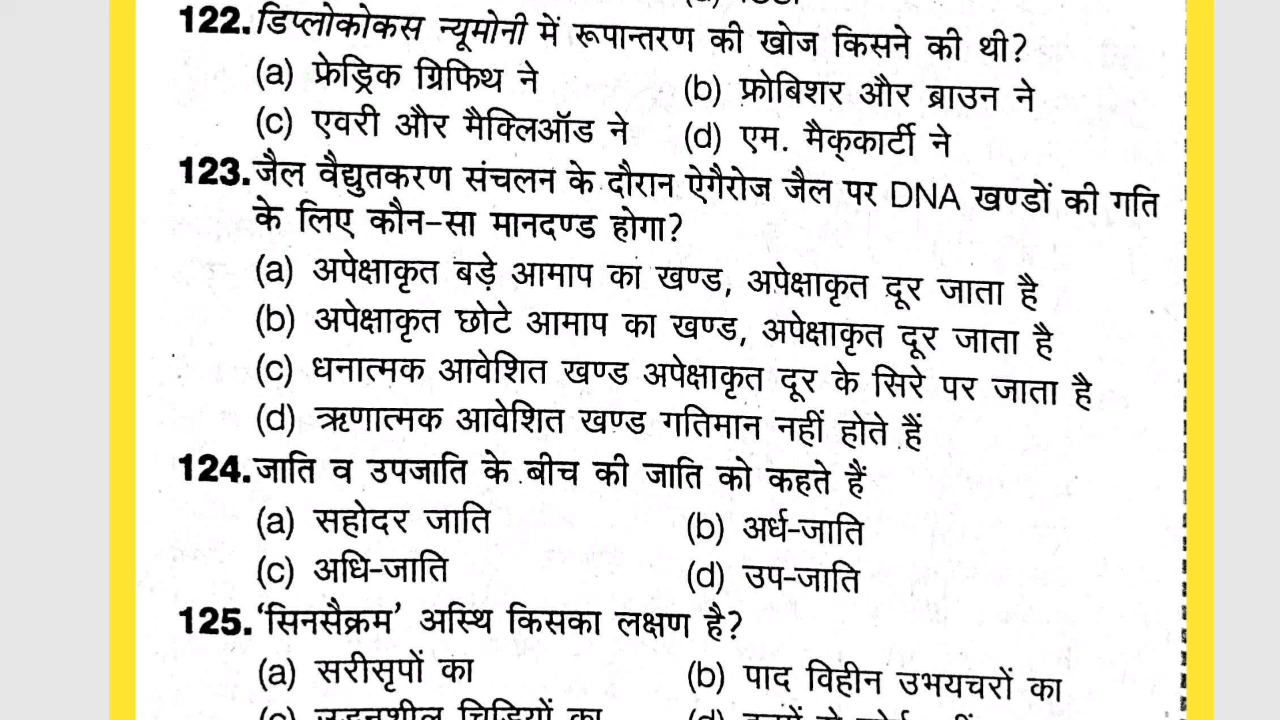 122. डिप्लोकोकस न्यूमोनी में रूपान्तरण की खोज किसने की थी?
(a) फ्रेड्रिक ग्रिफिथ ने (b) फ्रोबिशर और ब्राउन ने
(c) एवरी और मैक्लिऑड ने (d) एम. मैक्कार्टी ने
123. जैल वैद्युतकरण संचलन के दौरान ऐगैरोज जैल पर DNA खण्डों की गति
के लिए कौन-सा मानदण्ड होगा?
(a) अपेक्षाकृत बड़े आमाप का खण्ड, अपेक्षाकृत दूर जाता है
(b) अपेक्षाकृत छोटे आमाप का खण्ड, अपेक्षाकृत दूर जाता है
(c) धनात्मक आवेशित खण्ड अपेक्षाकृत दूर के सिरे पर जाता है
(d) ऋणात्मक आवेशित खण्ड गतिमान नहीं होते हैं
124. जाति व उपजाति के बीच की जाति को कहते हैं
(a) सहोदर जाति (b) अर्ध-जाति
(c) अधि-जाति (d) उप-जाति
125. ‘सिनसैक्रम’ अस्थि किसका लक्षण है?
(a) सरीसृपों का (b) पाद विहीन उभयचरों का
(c) उड़नशील चिड़ियों का (d)